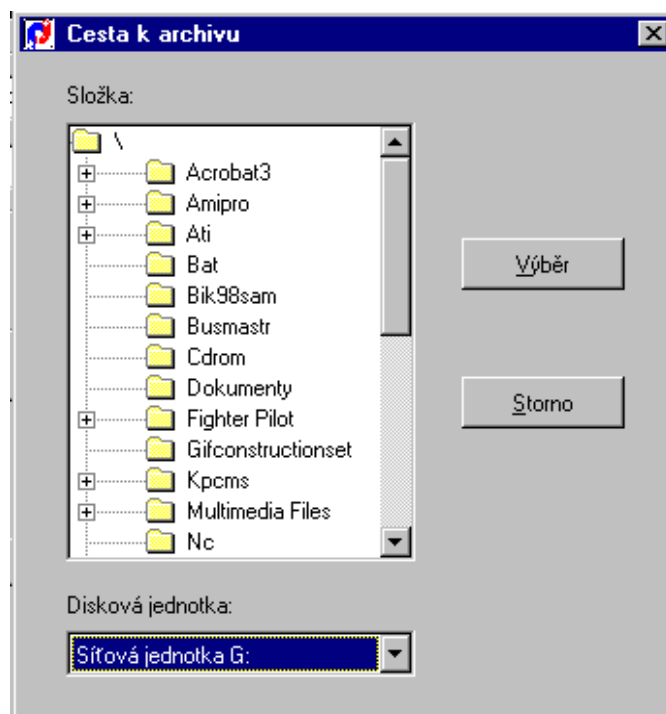 Cesta k archivu
Složka:
\
Acrobat3
Amipro
Ati
Bat
Bik98sam
Busmastr
Cdrom
Dokumenty
Fighter Pilot
Gifconstructionset
Kpcms
Multimedia Files
Nc
Výběr
Storno
Disková jednotka:
Síťová jednotka G: